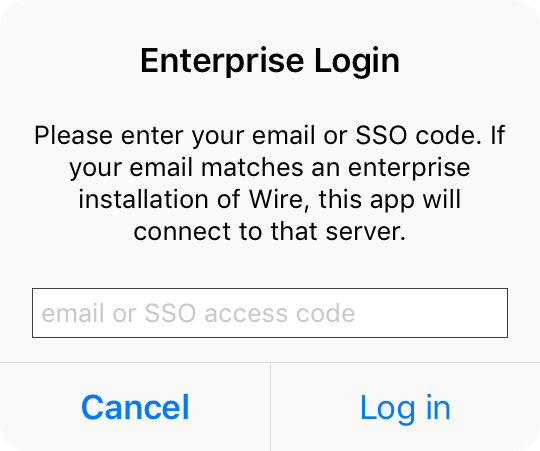 Enterprise Login
Please enter your email or SSO code. If
your email matches an enterprise
installation of Wire, this app will
connect to that server.
email or SSO access code
Cancel
Log in